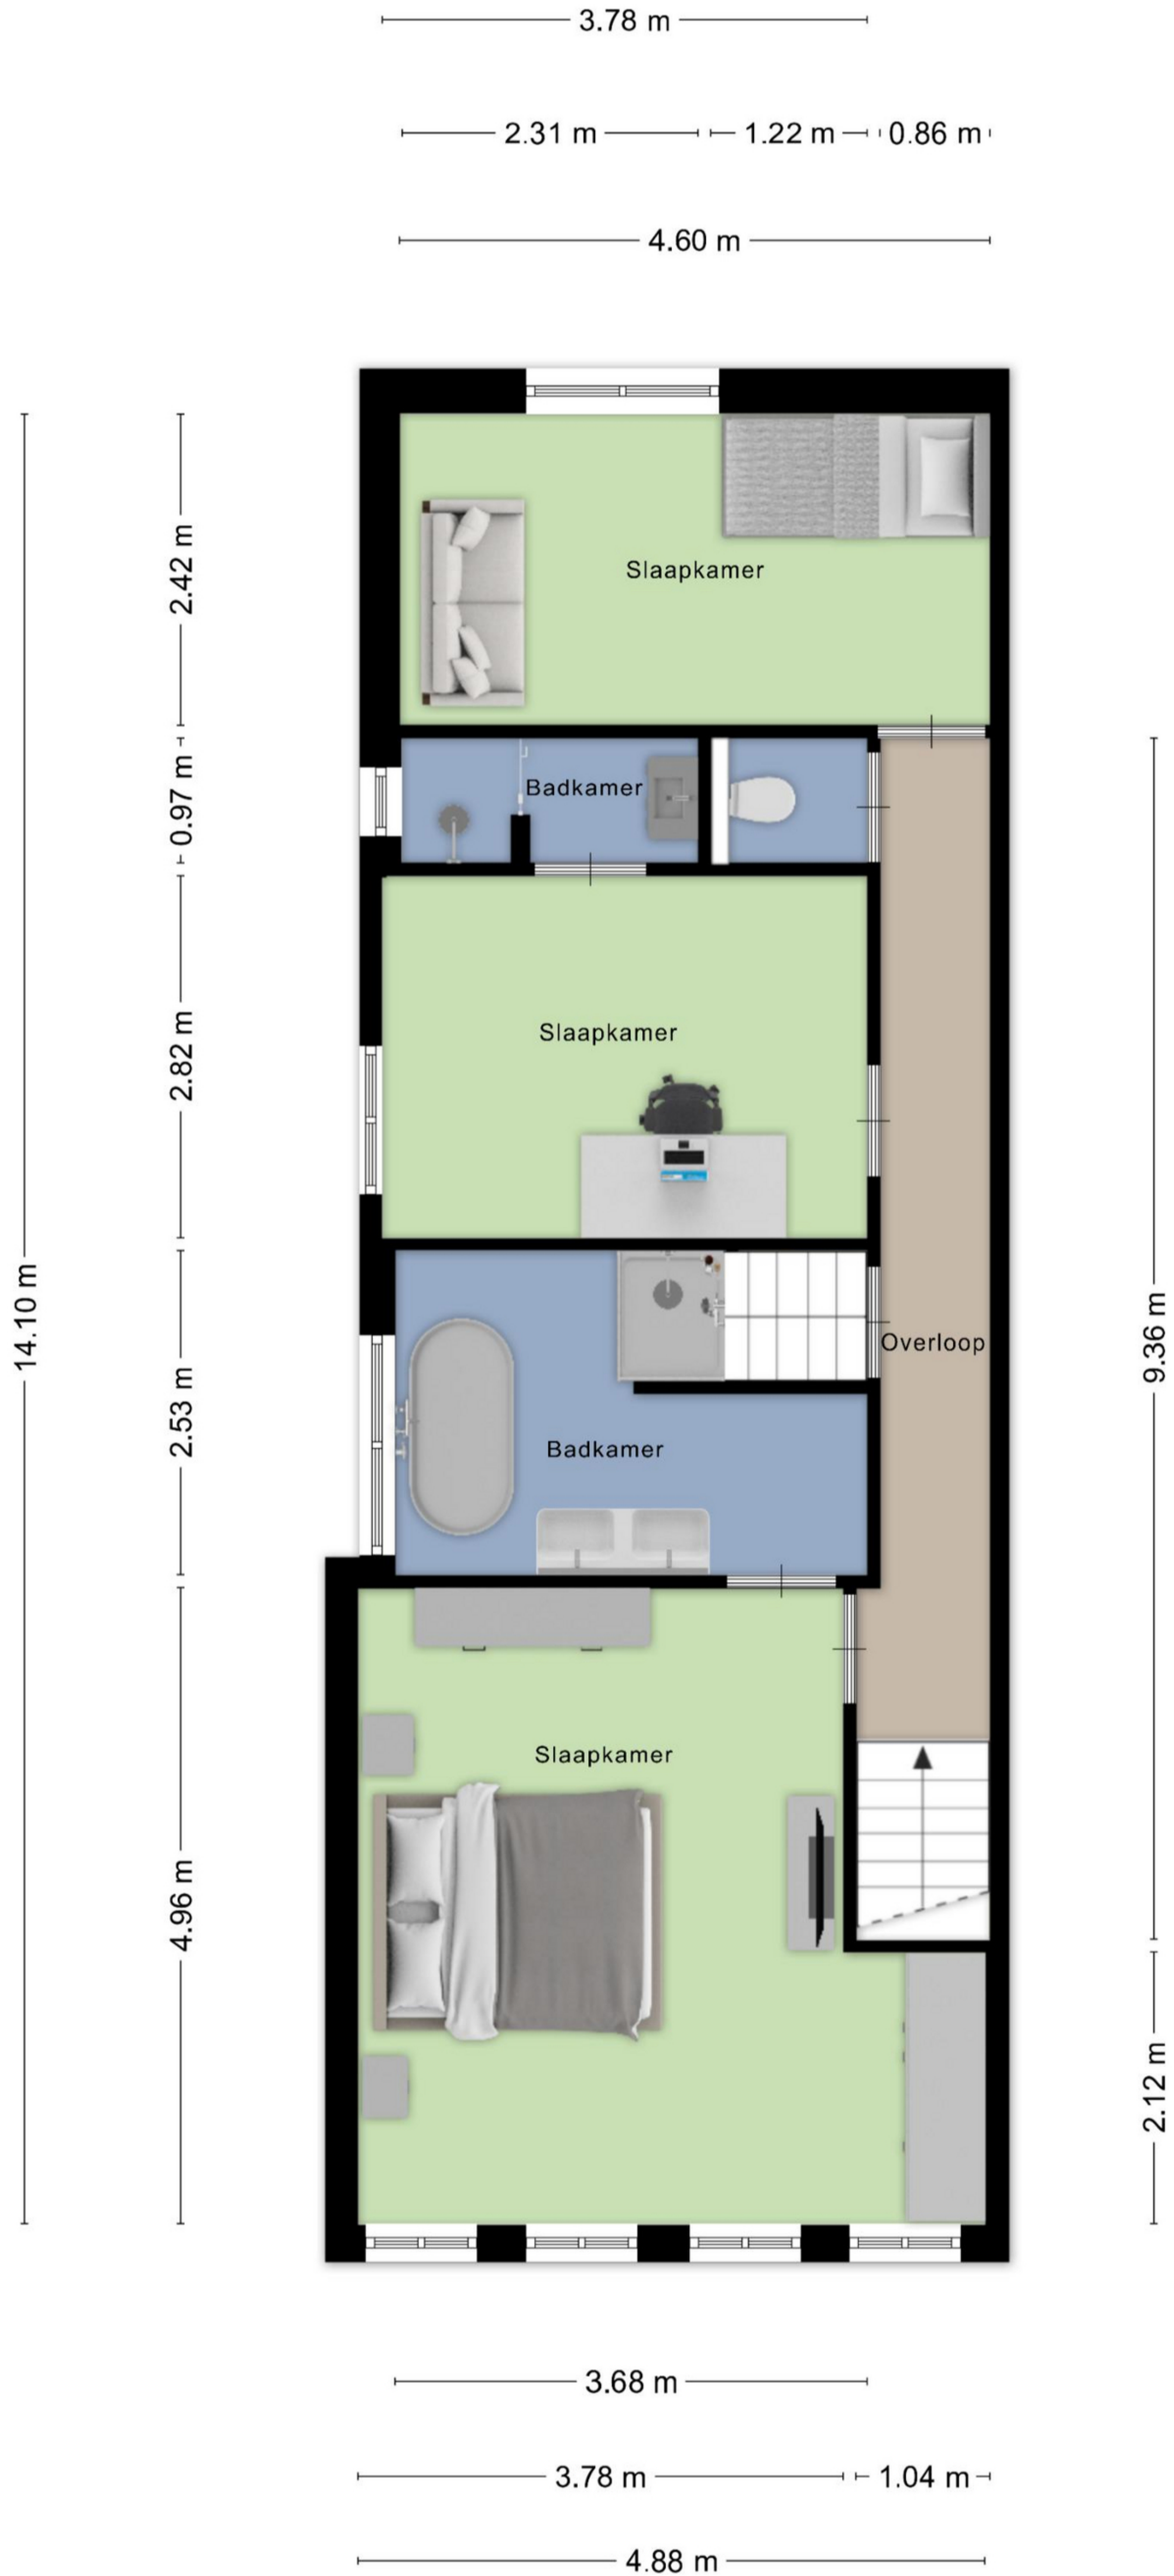 3.78 m
2.31 m
1.22 m
0.86 m
4.60 m
2.42 m
Slaapkamer
0.97 m
Badkamer
2.82 m
Slaapkamer
14.10 m
9.36 m
Overloop
2.53 m
Badkamer
Slaapkamer
4.96 m
2.12 m
3.68 m
3.78 m
1.04 m
4.88 m